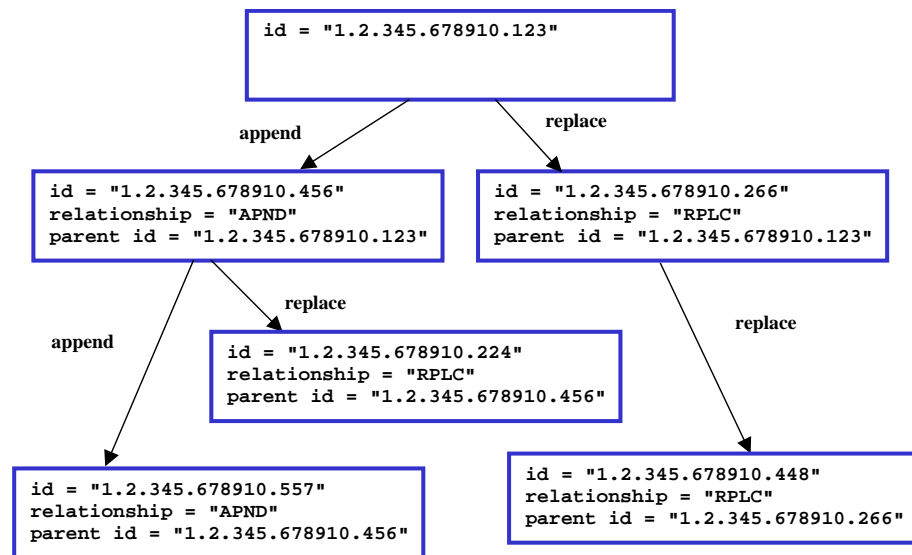 id = "1.2.345.678910.123"
append
replace
id = "1.2.345.678910.456"
relationship = "APND"
parent id = "1.2.345.678910.123"
id = "1.2.345.678910.266"
relationship = "RPLC"
parent id = "1.2.345.678910.123"
append
replace
replace
id = "1.2.345.678910.224"
relationship = "RPLC"
parent id = "1.2.345.678910.456"
id = "1.2.345.678910.557"
relationship = "APND"
parent id = "1.2.345.678910.456"
id = "1.2.345.678910.448"
relationship = "RPLC"
parent id = "1.2.345.678910.266"